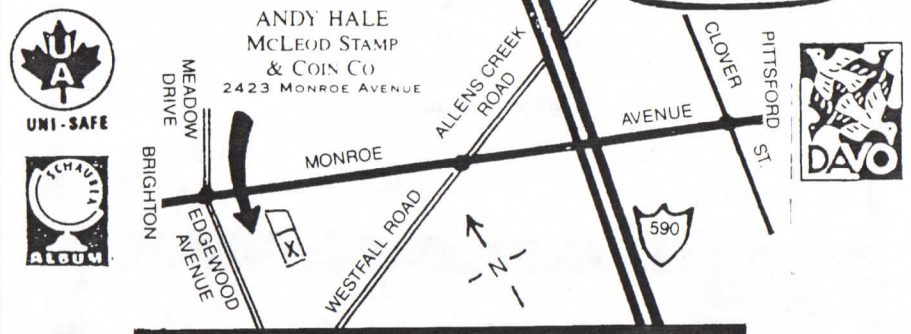 ANDY HALE
MCLEOD STAMP
& COIN CO
2423 MONROE AVENUE
UA
UNI-SAFE
SCHAUBEK
ALBUM
MEADOW
DRIVE
BRIGHTON
MONROE
AVENUE
EDGEWOOD
AVENUE
X
WESTFALL ROAD
ALLENS CREEK
ROAD
N
590
CLOVER
ST.
PITTSFORD
DAVO